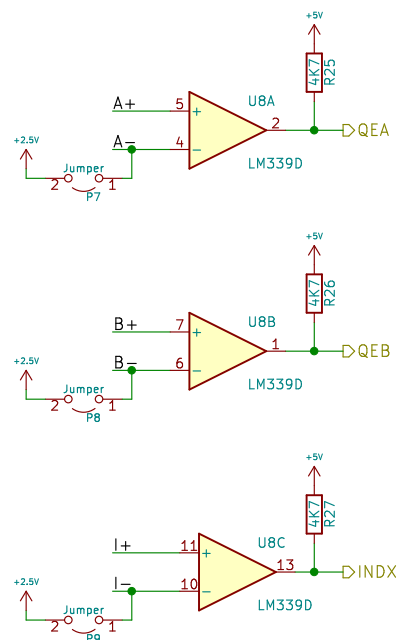 +5V
4K7
R25
A+
5
U8A
+
2
QEA
+2.5V
A-
4
-
LM339D
Jumper
2
1
P7
+5V
4K7
R26
B+
7
U8B
+
1
QEB
+2.5V
B-
6
-
LM339D
Jumper
2
1
P8
+5V
4K7
R27
I+
11
U8C
+
13
INDX
+2.5V
I-
10
-
LM339D
Jumper
2
1
P9